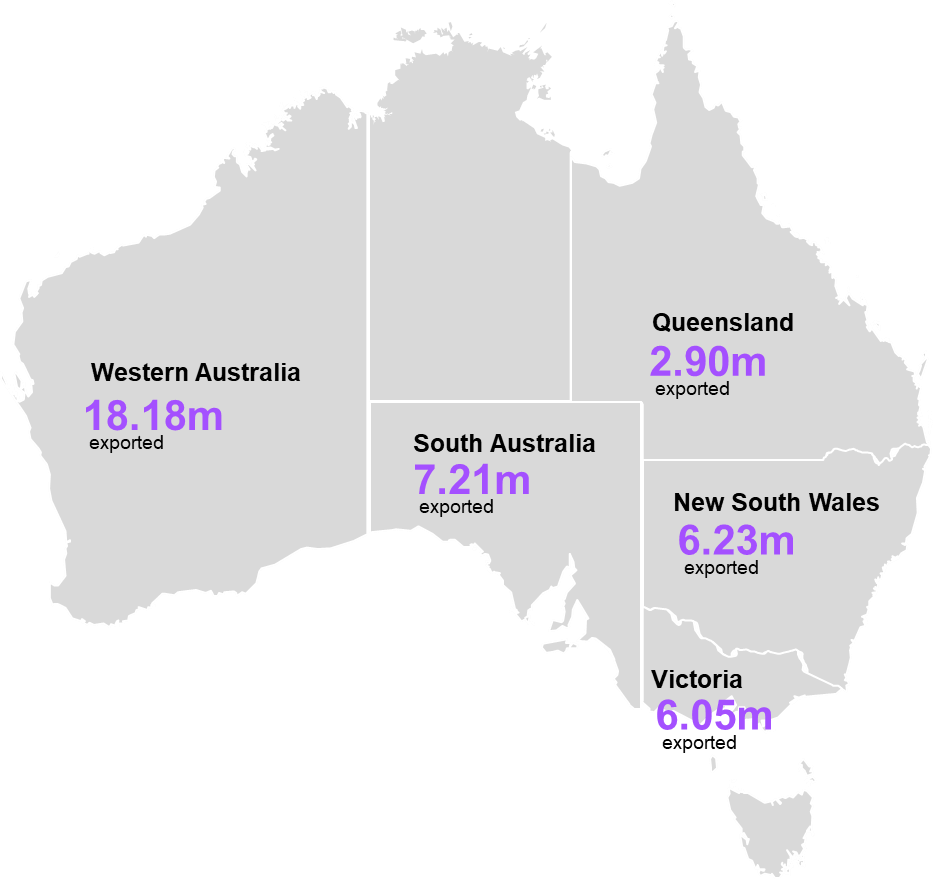 Queensland
2.90m
exported
Western Australia
18.18m
exported
South Australia
7.21m
exported
New South Wales
6.23m
exported
Victoria
6.05m
exported